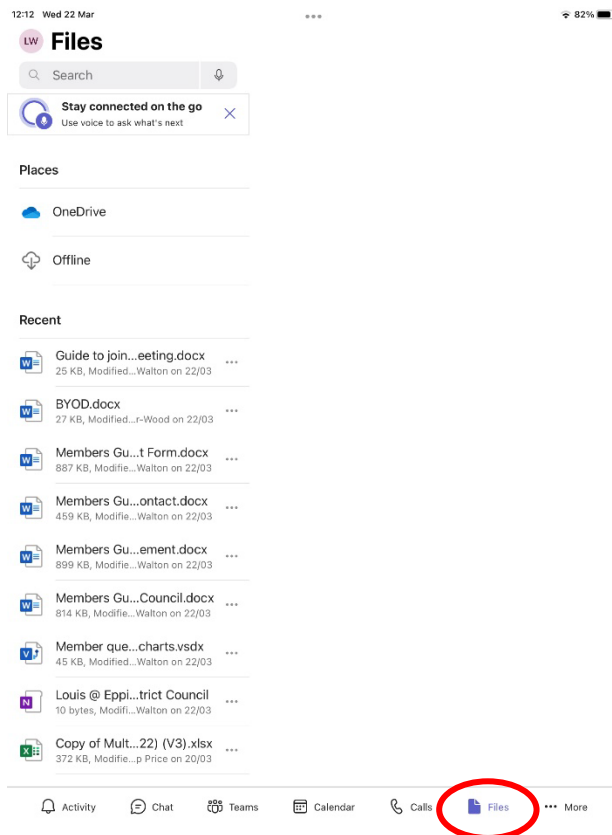 12:12 Wed 22 Mar
82%
LW Files
Search
Stay connected on the go
Use voice to ask what's next
Places
OneDrive
Offline
Recent
Guide to join...eeting.docx
25 KB, Modified...Walton on 22/03
BYOD.docx
27 KB, Modified...r-Wood on 22/03
Members Gu...t Form.docx
887 KB, Modifie...Walton on 22/03
Members Gu...ontact.docx
459 KB, Modifie...Walton on 22/03
Members Gu...ement.docx
899 KB, Modifie...Walton on 22/03
Members Gu...Council.docx
814 KB, Modifie...Walton on 22/03
Member que...charts.vsdx
45 KB, Modified...Walton on 22/03
Louis @ Eppi...trict Council
10 bytes, Modifi...Walton on 22/03
Copy of Mult...22) (V3).xlsx
372 KB, Modifie...p Price on 20/03
Activity Chat Teams Calendar Calls Files More